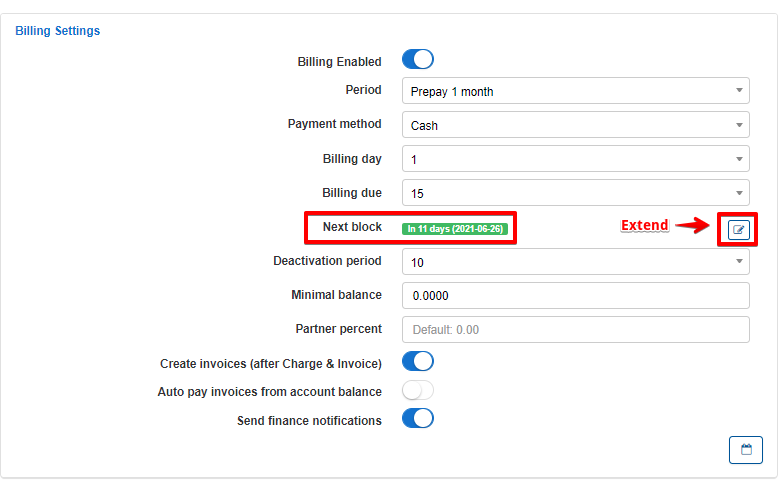 Billing Settings
Billing Enabled
Period Prepay 1 month
Payment method Cash
Billing day 1
Billing due 15
Next block In 11 days (2021-06-26) Extend
Deactivation period 10
Minimal balance 0.0000
Partner percent Default: 0.00
Create invoices (after Charge & Invoice)
Auto pay invoices from account balance
Send finance notifications